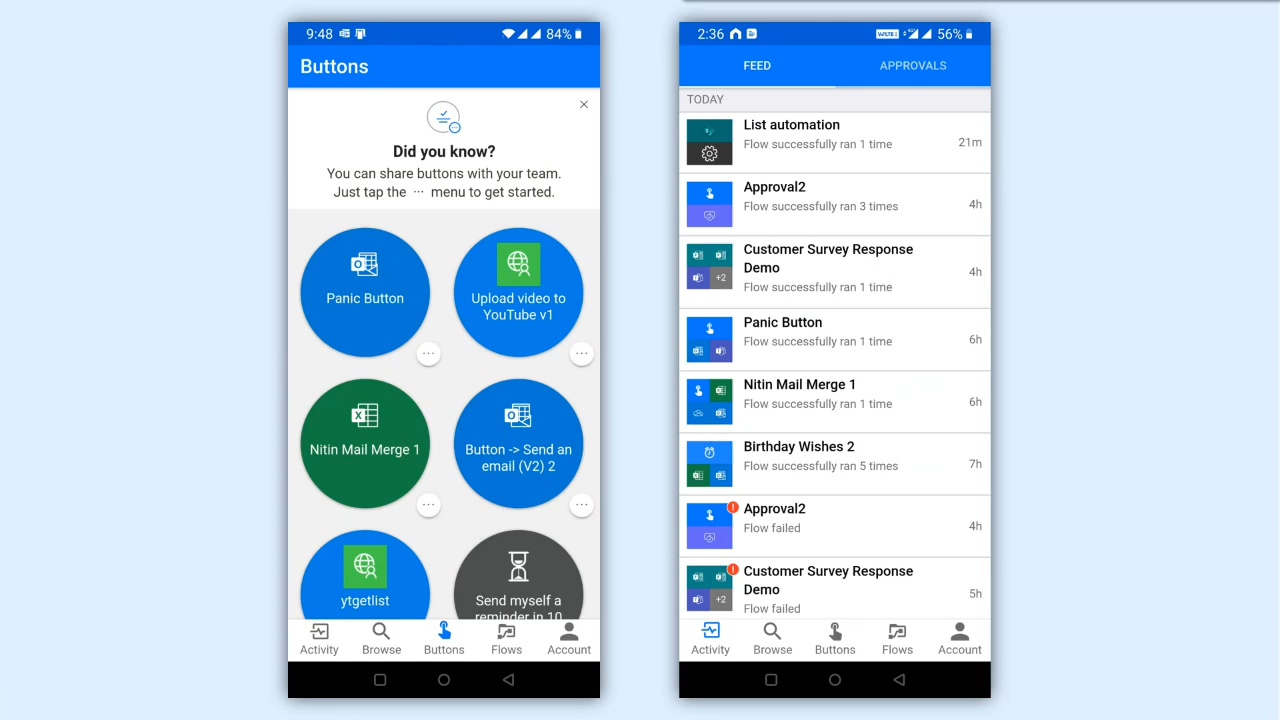 9:48
84%
Buttons
Did you know?
You can share buttons with your team.
Just tap the ··· menu to get started.
Panic Button
Upload video to
YouTube v1
Nitin Mail Merge 1
Button -> Send an
email (V2) 2
ytgetlist
Send myself a
reminder in 10
Activity
Browse
Buttons
Flows
Account
2:36
56%
FEED
APPROVALS
TODAY
List automation
Flow successfully ran 1 time
21m
Approval2
Flow successfully ran 3 times
4h
Customer Survey Response
Demo
Flow successfully ran 1 time
4h
+2
Panic Button
Flow successfully ran 1 time
6h
Nitin Mail Merge 1
Flow successfully ran 1 time
6h
Birthday Wishes 2
Flow successfully ran 5 times
7h
Approval2
Flow failed
4h
Customer Survey Response
Demo
Flow failed
5h
+2
Activity
Browse
Buttons
Flows
Account